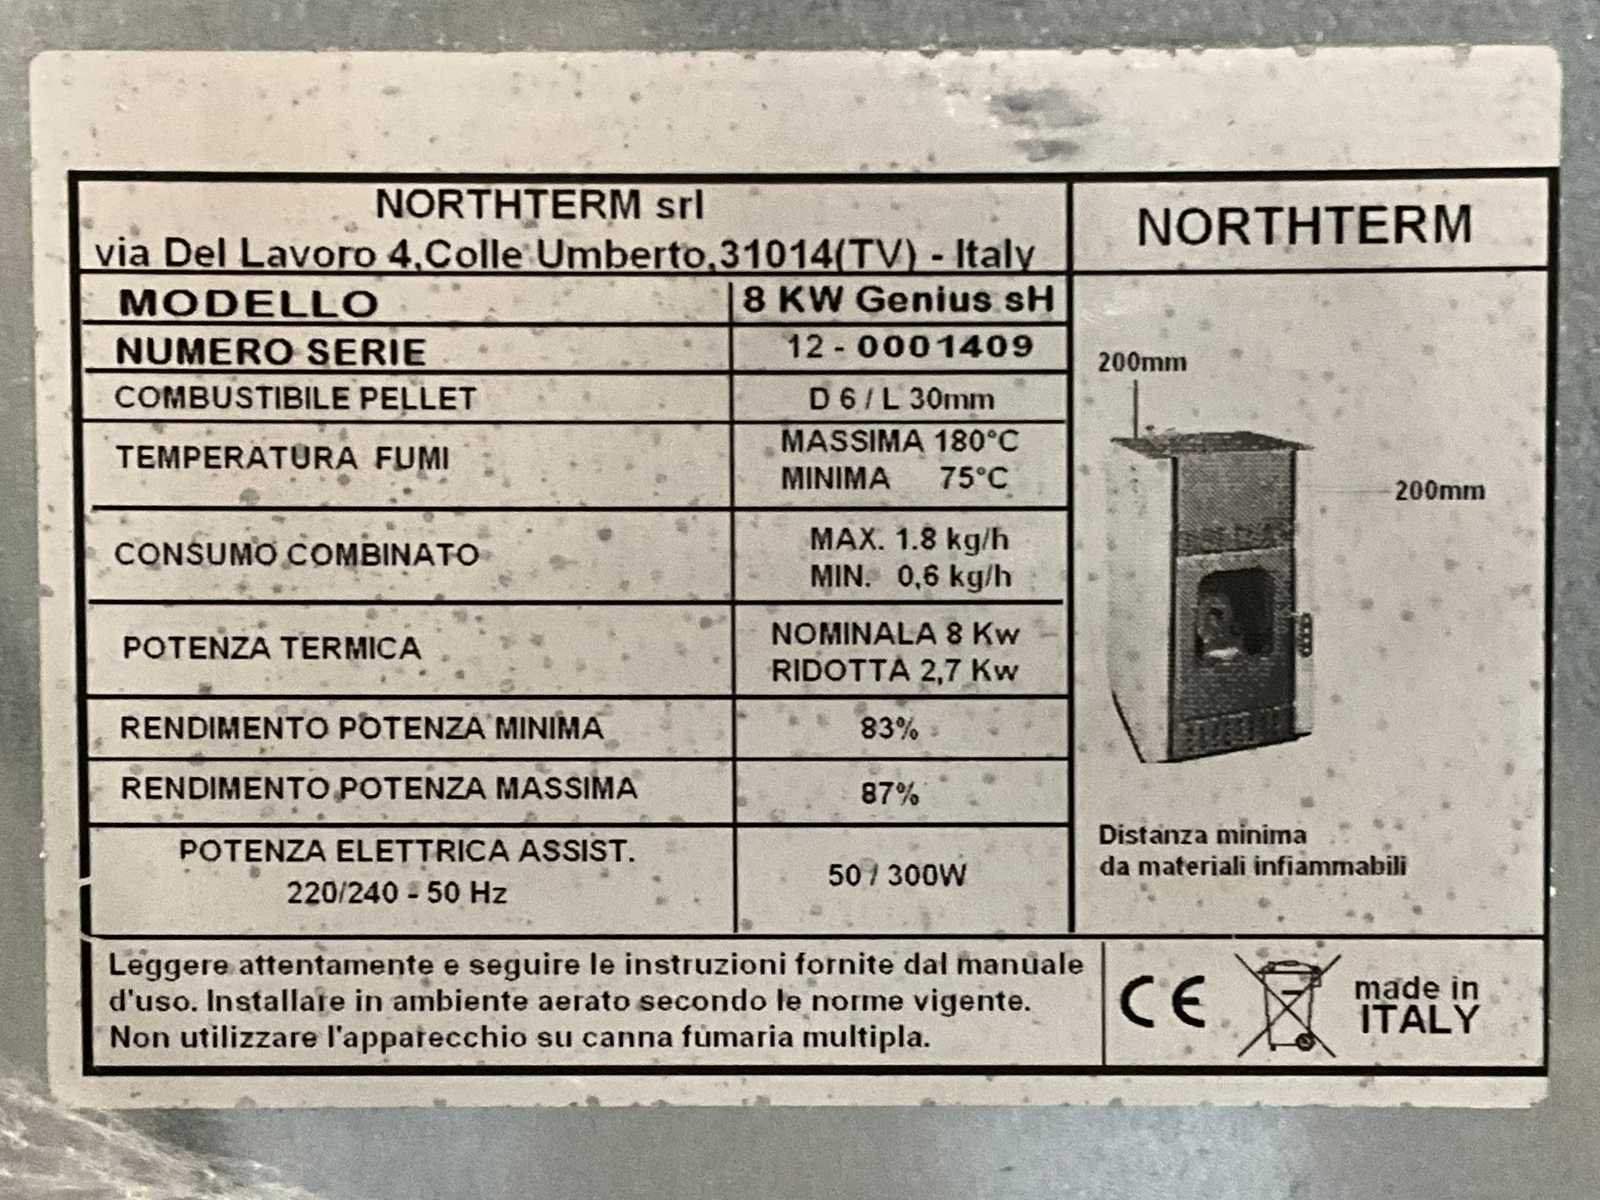 NORTHTERM srl
via Del Lavoro 4,Colle Umberto,31014(TV) - Italy
NORTHTERM
MODELLO 8 KW Genius sH
NUMERO SERIE 12 - 0001409
COMBUSTIBILE PELLET D 6 / L 30mm
TEMPERATURA FUMI MASSIMA 180°C
MINIMA 75°C
CONSUMO COMBINATO MAX. 1.8 kg/h
MIN. 0,6 kg/h
POTENZA TERMICA NOMINALA 8 Kw
RIDOTTA 2,7 Kw
RENDIMENTO POTENZA MINIMA 83%
RENDIMENTO POTENZA MASSIMA 87%
POTENZA ELETTRICA ASSIST.
220/240 - 50 Hz
50 / 300W
200mm
200mm
Distanza minima
da materiali infiammabili
Leggere attentamente e seguire le instruzioni fornite dal manuale
d'uso. Installare in ambiente aerato secondo le norme vigente.
Non utilizzare l'apparecchio su canna fumaria multipla.
CE
made in
ITALY